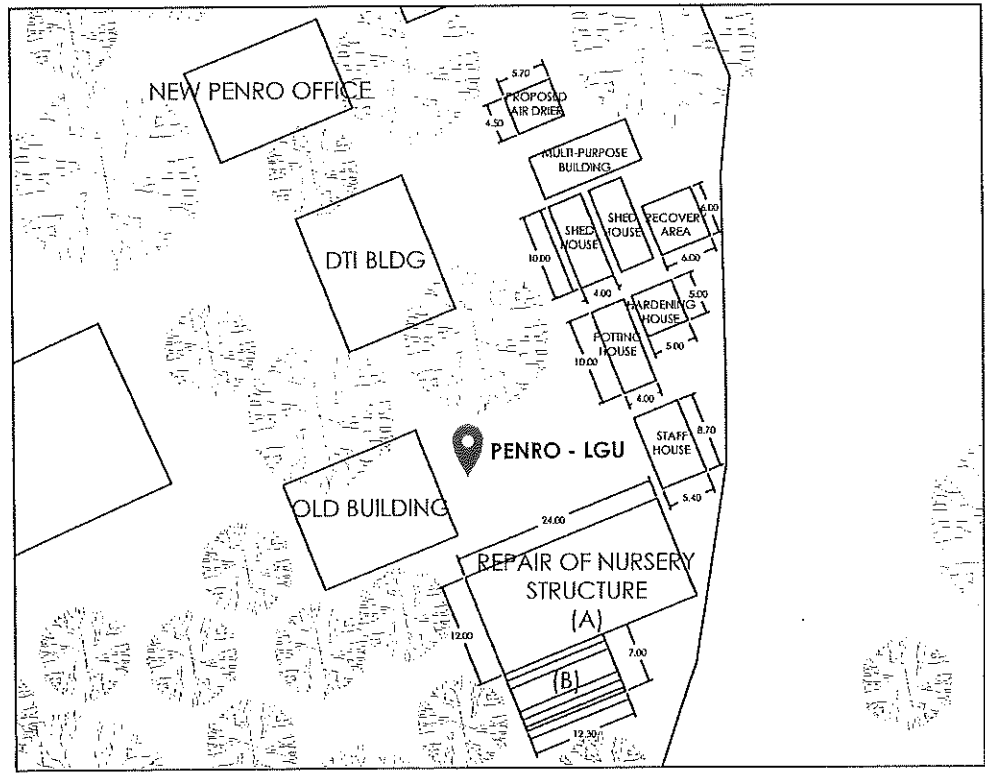 5.70
NEW PENRO OFFICE
PROPOSED
AIR DRIER
4.50
MULTI-PURPOSE
BUILDING
SHED
HOUSE
SHED
HOUSE
RECOVERY
AREA
6.00
6.00
10.00
4.00
DTI BLDG
HARDENING
HOUSE
5.00
5.00
POTTING
HOUSE
10.00
4.00
PENRO - LGU
STAFF
HOUSE
8.70
5.40
OLD BUILDING
24.00
REPAIR OF NURSERY
STRUCTURE
(A)
12.00
7.00
(B)
12.30